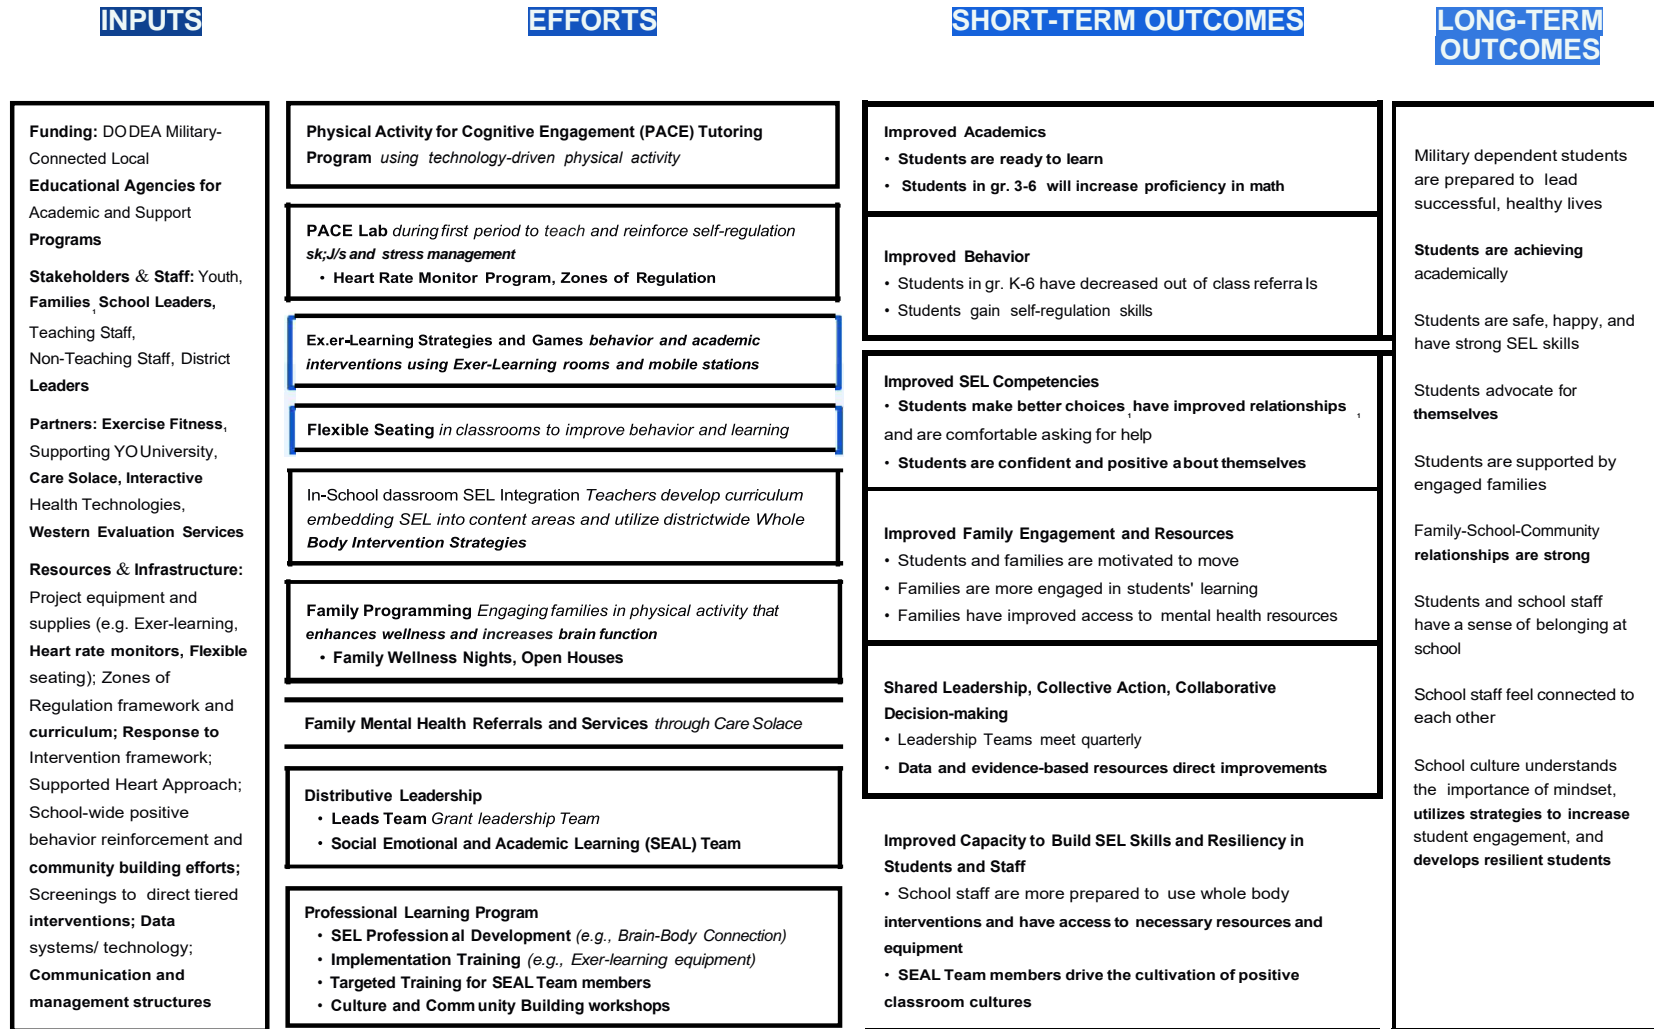 INPUTS
Funding: DODEA Military-
Connected Local
Educational Agencies for
Academic and Support
Programs
Stakeholders & Staff: Youth,
Families, School Leaders,
Teaching Staff,
Non-Teaching Staff, District
Leaders
Partners: Exercise Fitness,
Supporting YOUniversity,
Care Solace, Interactive
Health Technologies,
Western Evaluation Services
Resources & Infrastructure:
Project equipment and
supplies (e.g. Exer-learning,
Heart rate monitors, Flexible
seating); Zones of
Regulation framework and
curriculum; Response to
Intervention framework;
Supported Heart Approach;
School-wide positive
behavior reinforcement and
community building efforts;
Screenings to direct tiered
interventions; Data
systems/ technology;
Communication and
management structures
EFFORTS
Physical Activity for Cognitive Engagement (PACE) Tutoring
Program using technology-driven physical activity
PACE Lab during first period to teach and reinforce self-regulation
sk;J/s and stress management
• Heart Rate Monitor Program, Zones of Regulation
Ex.er-Learning Strategies and Games behavior and academic
interventions using Exer-Learning rooms and mobile stations
Flexible Seating in classrooms to improve behavior and learning
In-School dassroom SEL Integration Teachers develop curriculum
embedding SEL into content areas and utilize districtwide Whole
Body Intervention Strategies
Family Programming Engaging families in physical activity that
enhances wellness and increases brain function
• Family Wellness Nights, Open Houses
Family Mental Health Referrals and Services through Care Solace
Distributive Leadership
• Leads Team Grant leadership Team
• Social Emotional and Academic Learning (SEAL) Team
Professional Learning Program
• SEL Professional Development (e.g., Brain-Body Connection)
• Implementation Training (e.g., Exer-learning equipment)
• Targeted Training for SEAL Team members
• Culture and Community Building workshops
SHORT-TERM OUTCOMES
Improved Academics
• Students are ready to learn
• Students in gr. 3-6 will increase proficiency in math
Improved Behavior
• Students in gr. K-6 have decreased out of class referra ls
• Students gain self-regulation skills
Improved SEL Competencies
• Students make better choices, have improved relationships ,
and are comfortable asking for help
• Students are confident and positive about themselves
Improved Family Engagement and Resources
• Students and families are motivated to move
• Families are more engaged in students' learning
• Families have improved access to mental health resources
Shared Leadership, Collective Action, Collaborative
Decision-making
• Leadership Teams meet quarterly
• Data and evidence-based resources direct improvements
Improved Capacity to Build SEL Skills and Resiliency in
Students and Staff
• School staff are more prepared to use whole body
interventions and have access to necessary resources and
equipment
• SEAL Team members drive the cultivation of positive
classroom cultures
LONG-TERM
OUTCOMES
Military dependent students
are prepared to lead
successful, healthy lives
Students are achieving
academically
Students are safe, happy, and
have strong SEL skills
Students advocate for
themselves
Students are supported by
engaged families
Family-School-Community
relationships are strong
Students and school staff
have a sense of belonging at
school
School staff feel connected to
each other
School culture understands
the importance of mindset,
utilizes strategies to increase
student engagement, and
develops resilient students